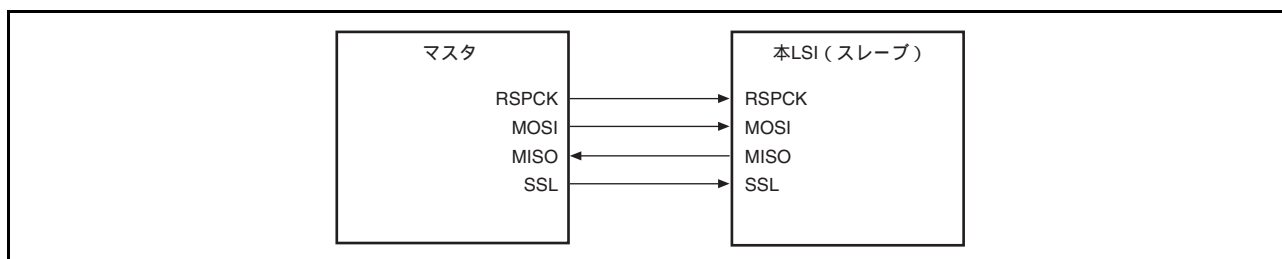 マスタ
本LSI（スレーブ）
RSPCK
RSPCK
MOSI
MOSI
MISO
MISO
SSL
SSL